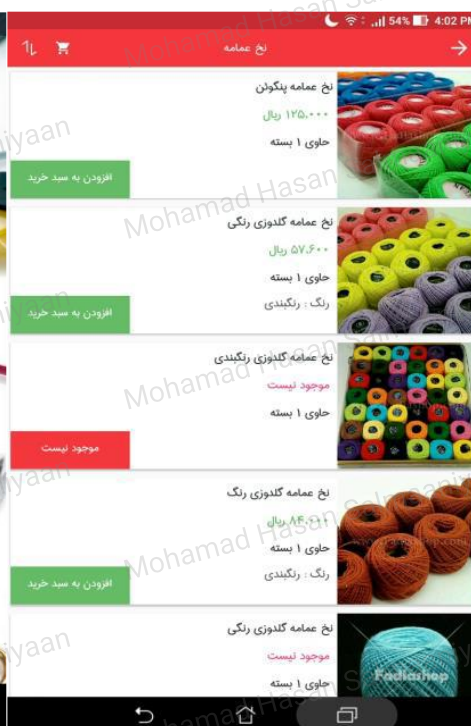 54% 4:02 PM
نخ عمامه
نخ عمامه پنگوئن
۱۲۵,۰۰۰ ریال
حاوی ۱ بسته
افزودن به سبد خرید
نخ عمامه گلدوزی رنگی
۵۷,۶۰۰ ریال
حاوی ۱ بسته
رنگ : رنگبندی
افزودن به سبد خرید
نخ عمامه گلدوزی رنگبندی
موجود نیست
حاوی ۱ بسته
موجود نیست
نخ عمامه گلدوزی رنگ
۸۴,۰۰۰ ریال
حاوی ۱ بسته
رنگ : رنگبندی
افزودن به سبد خرید
نخ عمامه گلدوزی رنگی
موجود نیست
حاوی ۱ بسته
Fadiashop
Mohamad Hasan
Mohamad Hasan
Mohamad Hasan
Mohamad Hasan